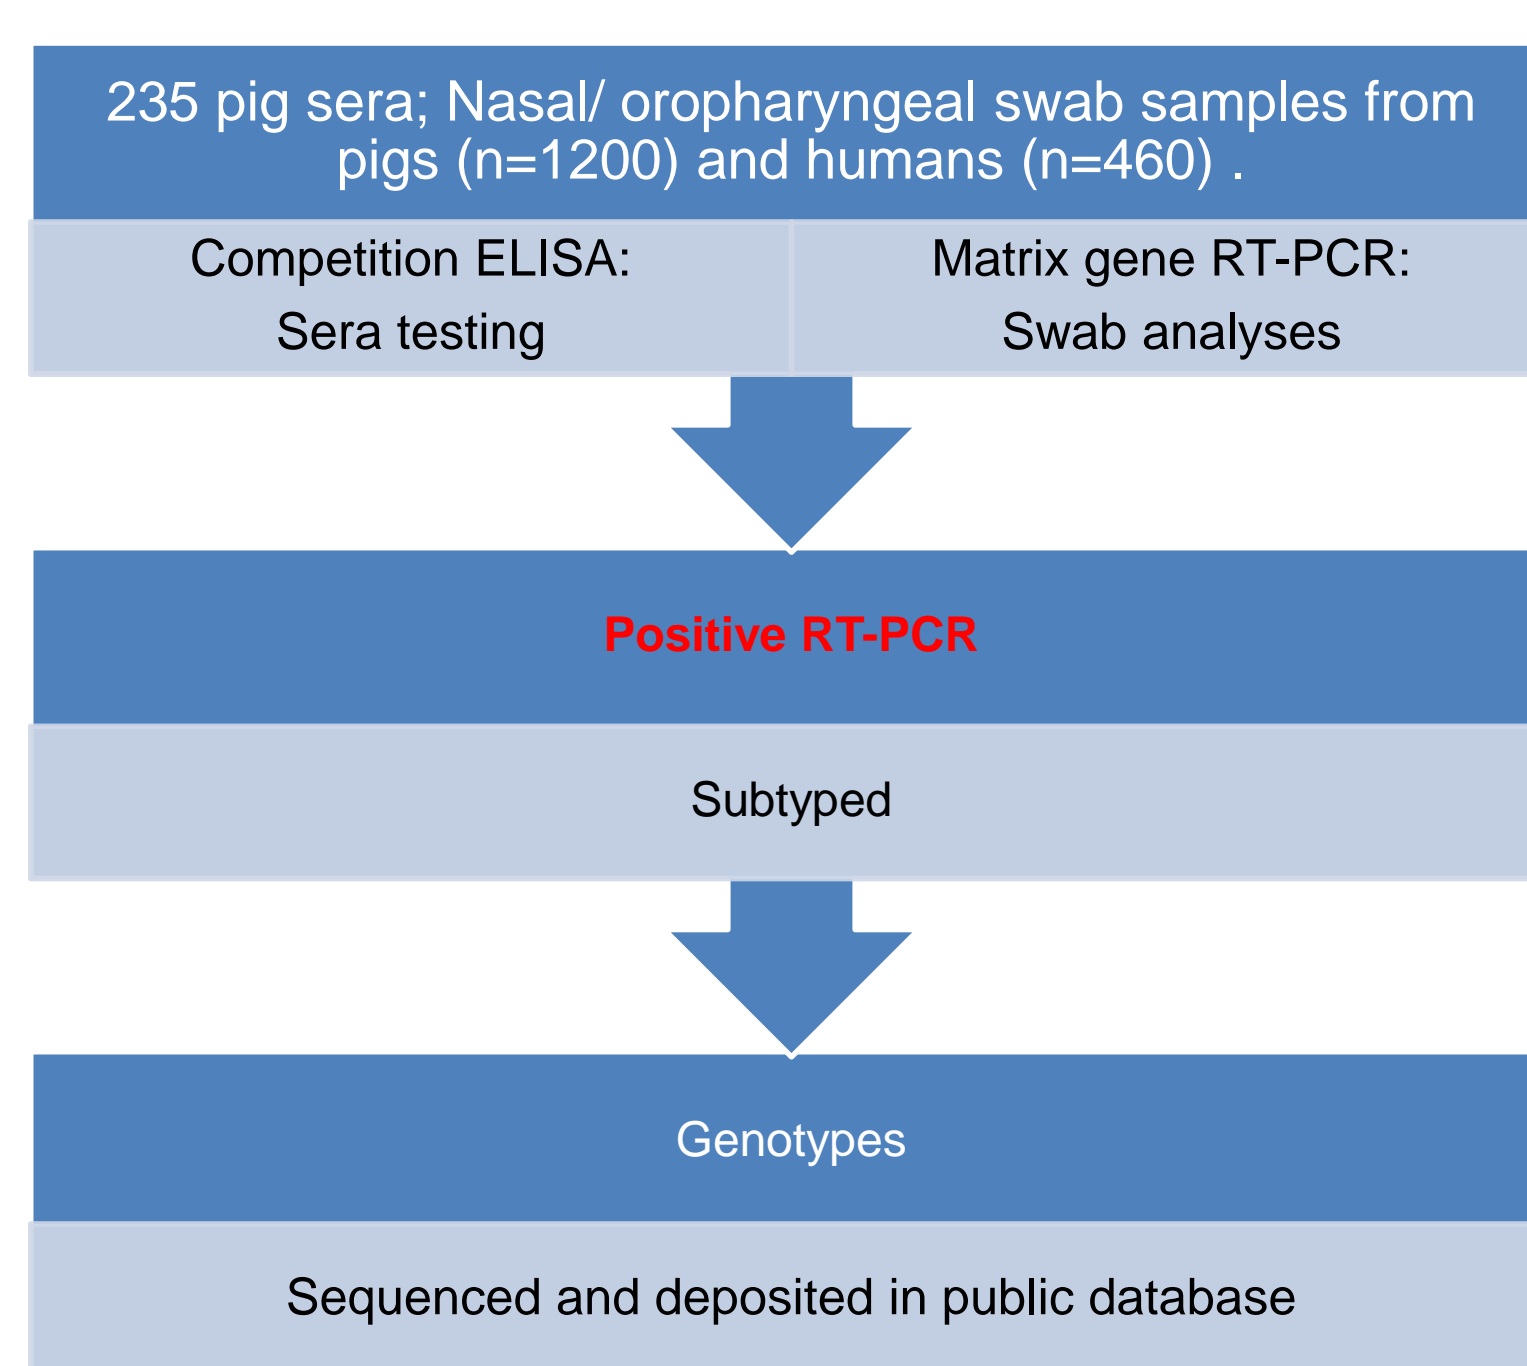 235 pig sera; Nasal/ oropharyngeal swab samples from
pigs (n=1200) and humans (n=460) .
Competition ELISA:
Sera testing
Matrix gene RT-PCR:
Swab analyses
Positive RT-PCR
Subtyped
Genotypes
Sequenced and deposited in public database